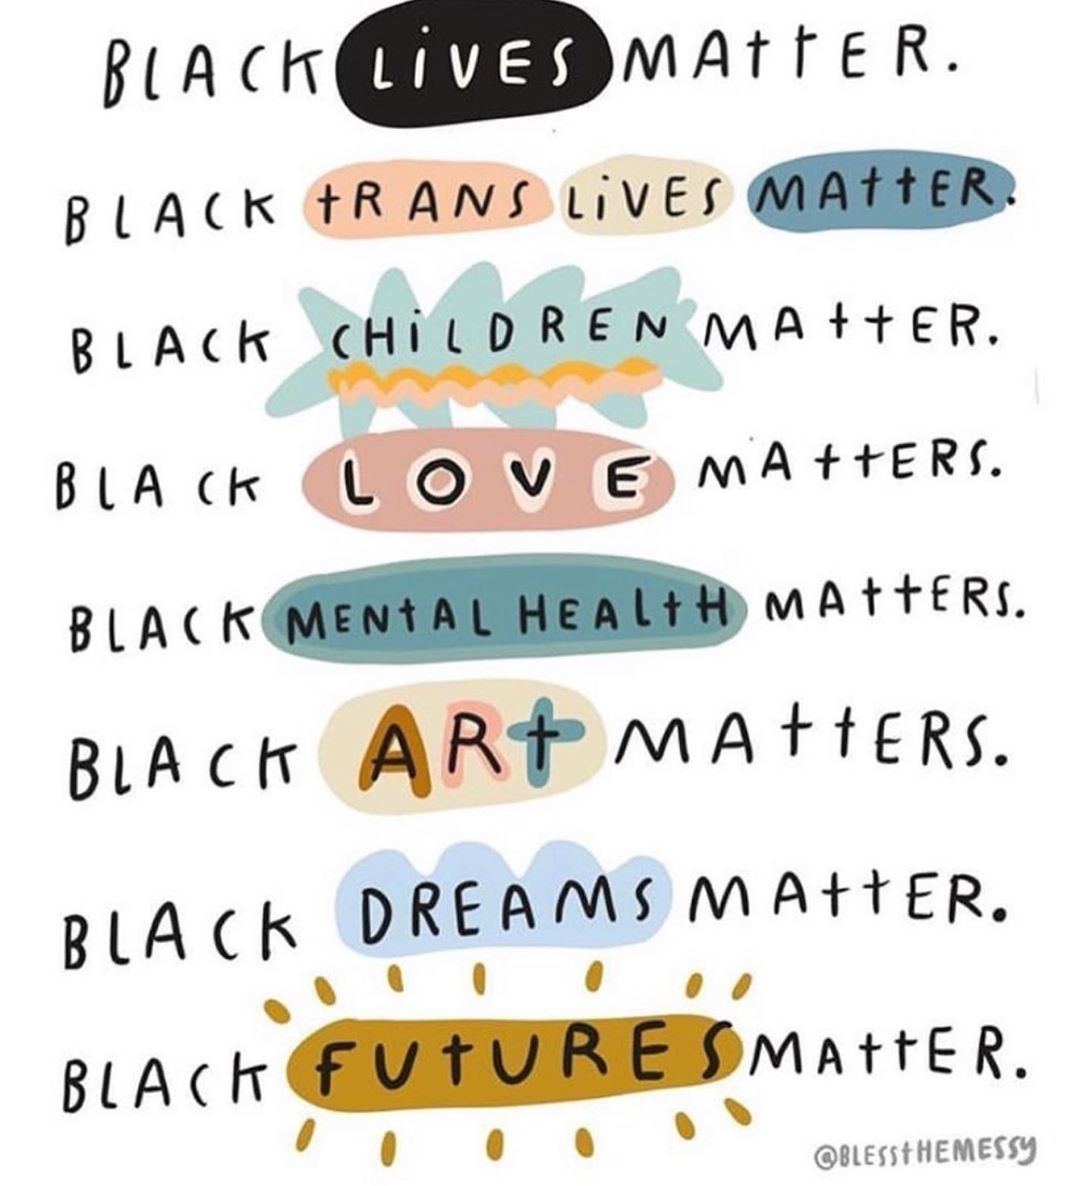 BLACK LiVES MAttER.
BLACK tRANS LiVES MAttER.
BLACK CHiLDREN MAttER.
BLACK LOVE MAttERS.
BLACK MENtAL HEALtH MAttERS.
BLACK ARt MAttERS.
BLACK DREAMS MAttER.
BLACK FUtURES MAttER.
@BLESStHEMESSy